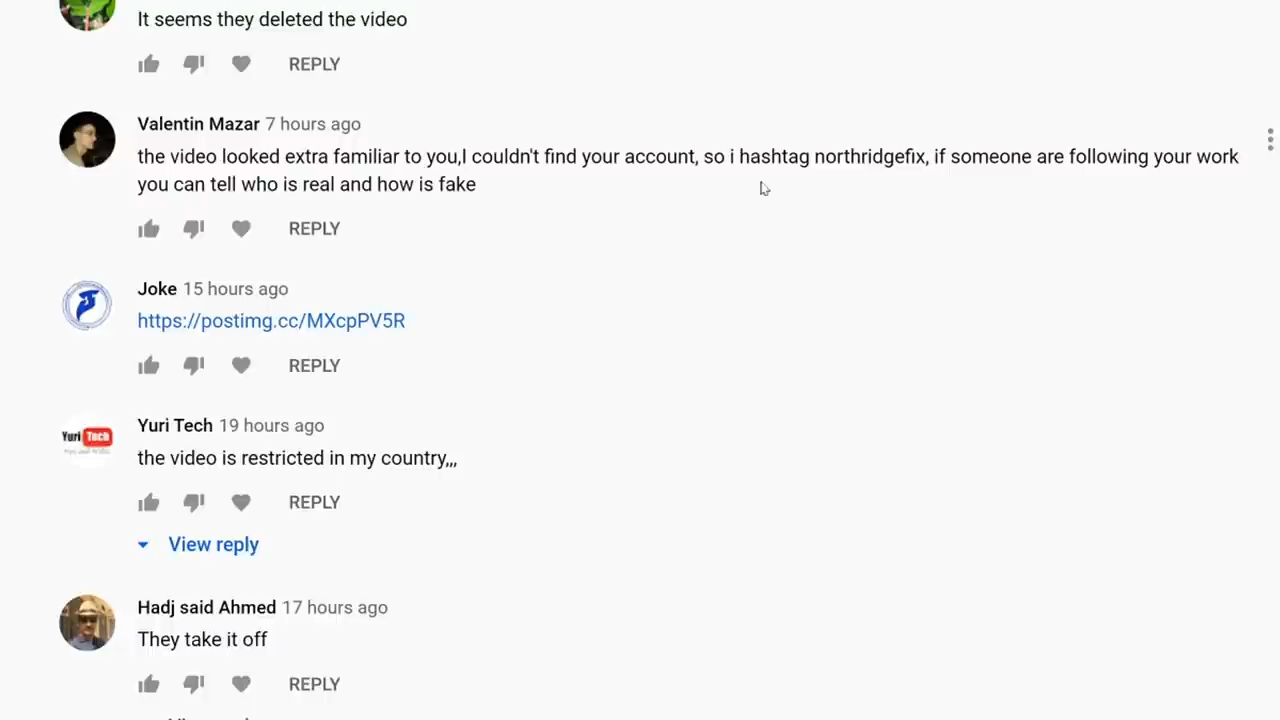 It seems they deleted the video
REPLY
Valentin Mazar 7 hours ago
the video looked extra familiar to you,I couldn't find your account, so i hashtag northridgefix, if someone are following your work
you can tell who is real and how is fake
REPLY
Joke 15 hours ago
https://postimg.cc/MXcpPV5R
REPLY
Yuri Tech
Yuri Tech 19 hours ago
the video is restricted in my country,,,
REPLY
View reply
Hadj said Ahmed 17 hours ago
They take it off
REPLY